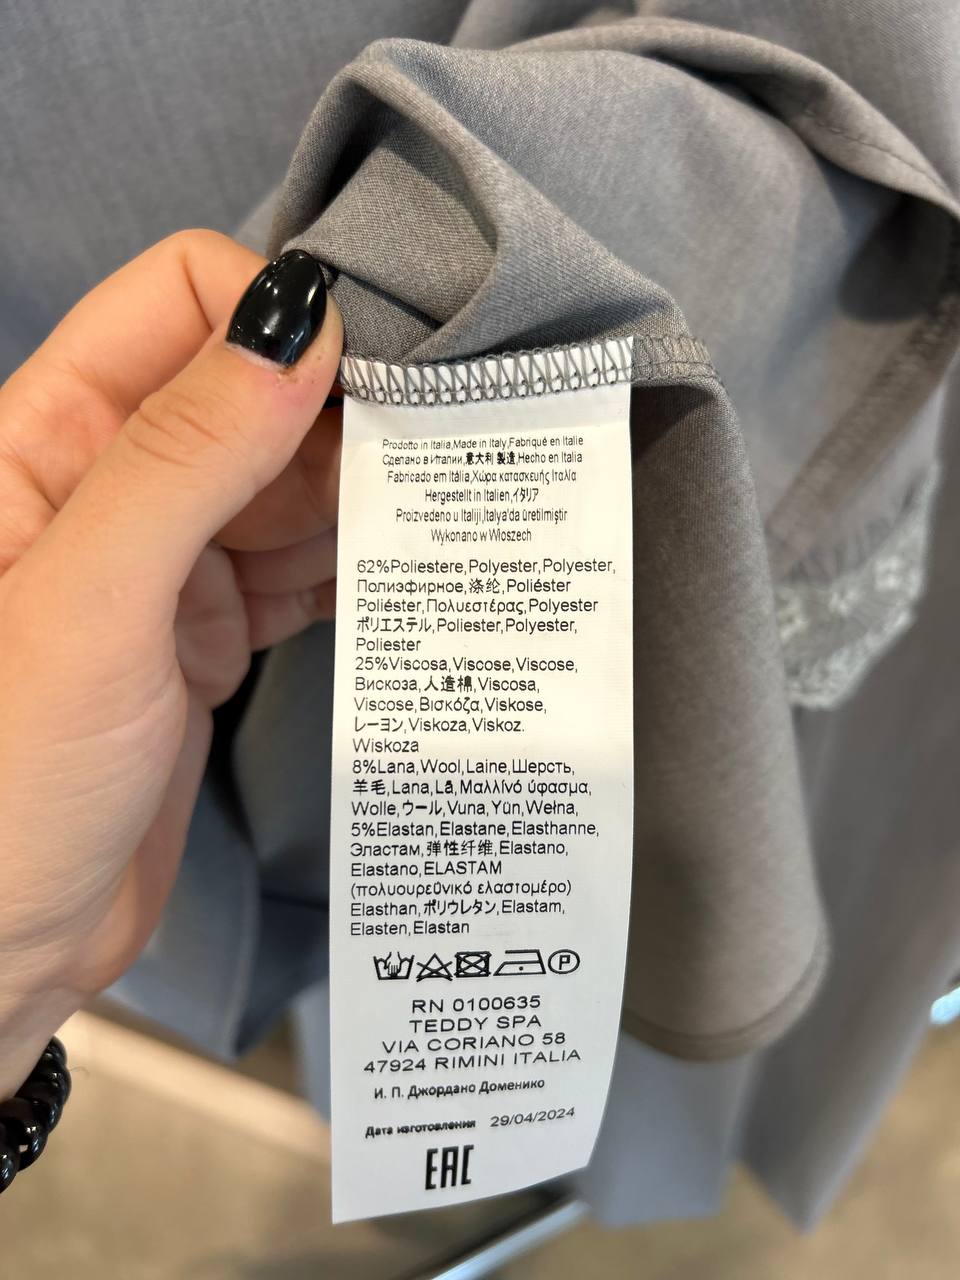 Prodotto in Italia,Made in Italy,Fabriqué en Italie
Сделано в Италии,意大利 製造,Hecho en Italia
Fabricado em Itália,Χώρα κατασκευής Ιταλία
Hergestellt in Italien,イタリア
Proizvedeno u Italiji,İtalya'da üretilmiştir
Wykonano w Wloszech
62%Poliestere,Polyester,Polyester,
Полиэфирное,涤纶,Poliéster
Poliéster,Πολυεστέρας,Polyester
ポリエステル,Poliester,Polyester,
Poliester
25%Viscosa,Viscose,Viscose,
Вискоза,人造棉,Viscosa,
Viscose,Βισκόζα,Viskose,
レーヨン,Viskoza,Viskoz.
Wiskoza
8%Lana,Wool,Laine,Шерсть,
羊毛,Lana,Lã,Μαλλίνό ύφασμα,
Wolle,ウール,Vuna,Yün,Wełna,
5%Elastan,Elastane,Elasthanne,
Эластам,弹性纤维,Elastano,
Elastano,ELASTAM
(πολυουρεΰνικό ελαστομέρο)
Elasthan,ポリウレタン,Elastam,
Elasten,Elastan
P
RN 0100635
TEDDY SPA
VIA CORIANO 58
47924 RIMINI ITALIA
И. П. Джордано Доменико
Дата изготовления 29/04/2024
EAC